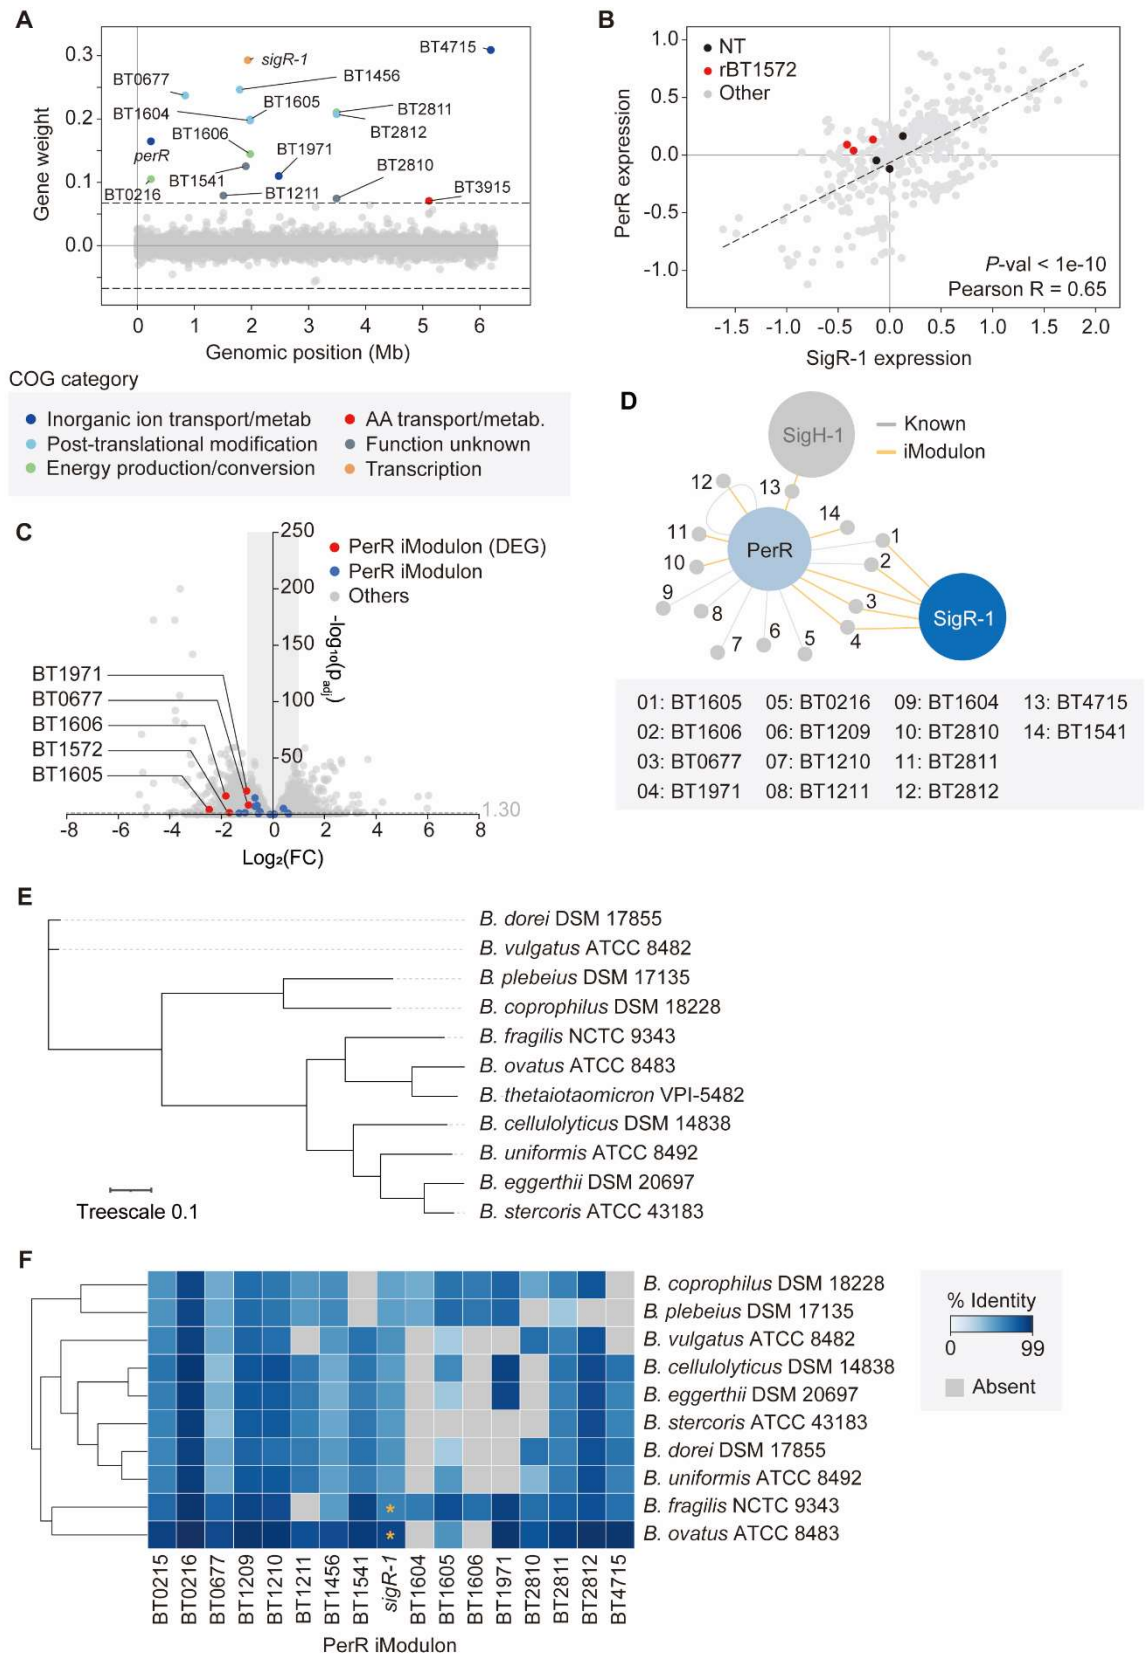 A
Gene weight
0.3
0.2
0.1
0.0
BT4715
sigR-1
BT0677
BT1456
BT1604
BT1605
BT2811
BT1606
BT2812
perR
BT1971
BT2810
BT1541
BT0216
BT1211
BT3915
0 1 2 3 4 5 6
Genomic position (Mb)
COG category
Inorganic ion transport/metab
AA transport/metab.
Post-translational modification
Function unknown
Energy production/conversion
Transcription
B
PerR expression
1.0
0.5
0.0
-0.5
-1.0
NT
rBT1572
Other
P-val < 1e-10
Pearson R = 0.65
-1.5 -1.0 -0.5 0.0 0.5 1.0 1.5 2.0
SigR-1 expression
C
250
200
150
100
50
-log₁₀(p adj)
PerR iModulon (DEG)
PerR iModulon
Others
BT1971
BT0677
BT1606
BT1572
BT1605
1.30
-8 -6 -4 -2 0 2 4 6 8
Log₂(FC)
D
SigH-1
Known
iModulon
12
13
14
1
11
PerR
2
10
3
9
8
SigR-1
4
7
6
5
01: BT1605 05: BT0216 09: BT1604 13: BT4715
02: BT1606 06: BT1209 10: BT2810 14: BT1541
03: BT0677 07: BT1210 11: BT2811
04: BT1971 08: BT1211 12: BT2812
E
B. dorei DSM 17855
B. vulgatus ATCC 8482
B. plebeius DSM 17135
B. coprophilus DSM 18228
B. fragilis NCTC 9343
B. ovatus ATCC 8483
B. thetaiotaomicron VPI-5482
B. cellulolyticus DSM 14838
B. uniformis ATCC 8492
B. eggerthii DSM 20697
B. stercoris ATCC 43183
Treescale 0.1
F
B. coprophilus DSM 18228
B. plebeius DSM 17135
B. vulgatus ATCC 8482
B. cellulolyticus DSM 14838
B. eggerthii DSM 20697
B. stercoris ATCC 43183
B. dorei DSM 17855
B. uniformis ATCC 8492
* B. fragilis NCTC 9343
* B. ovatus ATCC 8483
BT0215 BT0216 BT0677 BT1209 BT1210 BT1211 BT1456 BT1541 sigR-1 BT1604 BT1605 BT1606 BT1971 BT2810 BT2811 BT2812 BT4715
PerR iModulon
% Identity
0 99
Absent